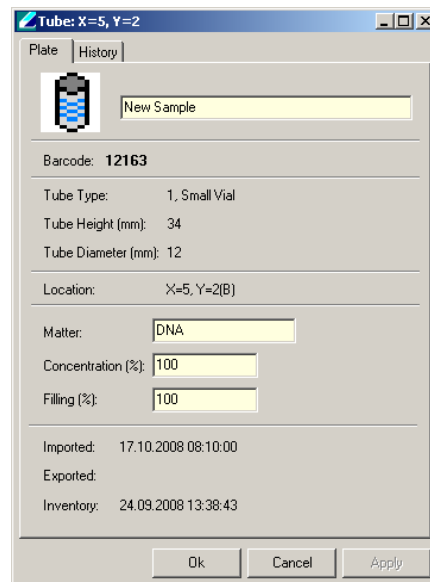 Tube: X=5, Y=2
Plate History
New Sample
Barcode: 12163
Tube Type: 1, Small Vial
Tube Height (mm): 34
Tube Diameter (mm): 12
Location: X=5, Y=2(B)
Matter: DNA
Concentration (%): 100
Filling (%): 100
Imported: 17.10.2008 08:10:00
Exported:
Inventory: 24.09.2008 13:38:43
Ok Cancel Apply